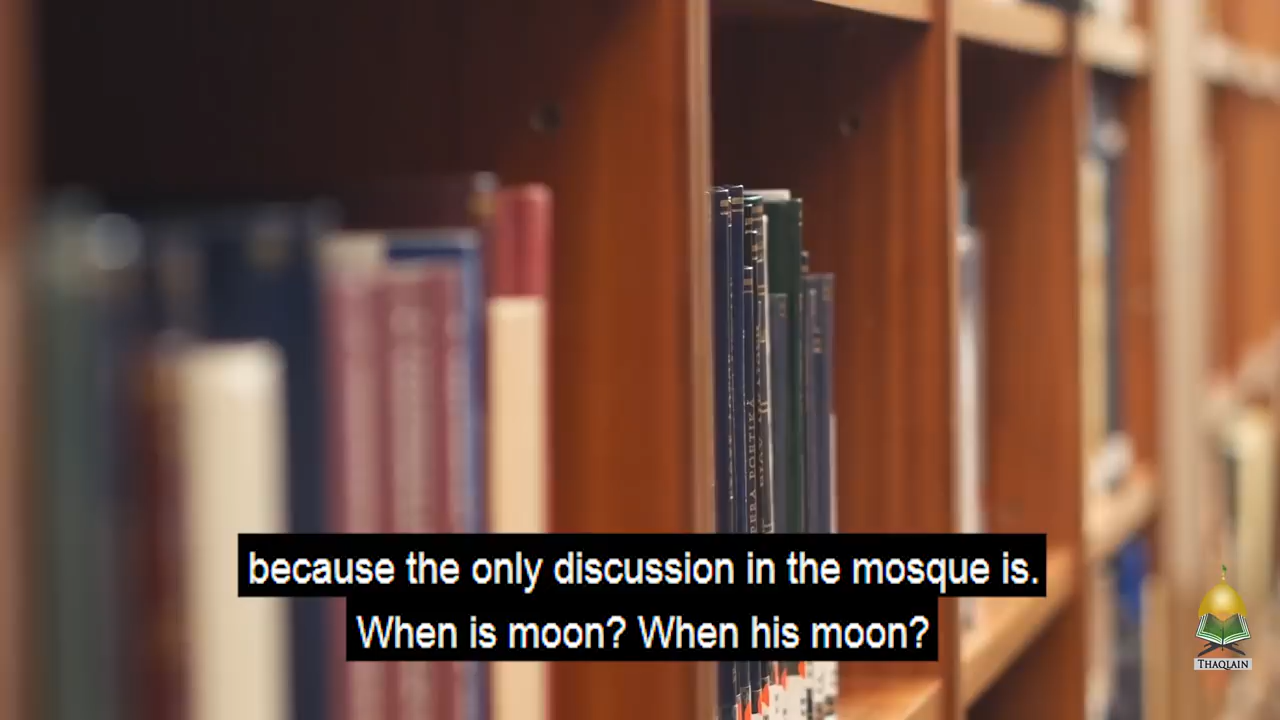 because the only discussion in the mosque is.
When is moon? When his moon?
THAQLAIN